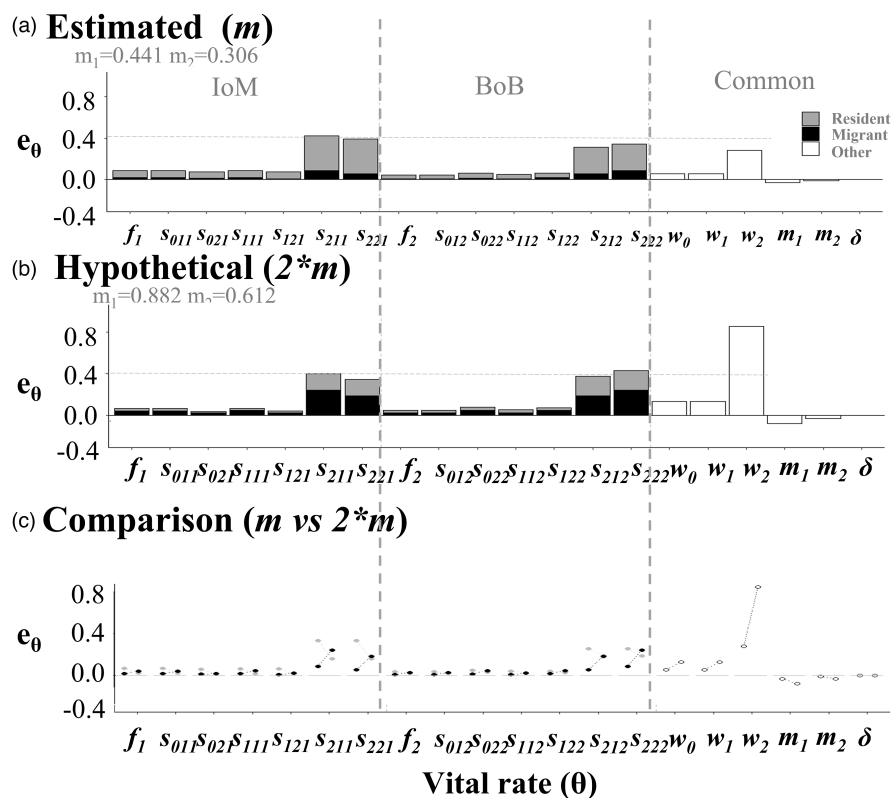 (a) Estimated (m)
m1=0.441 m2=0.306
IoM BoB Common
0.8
eθ 0.4
0.0
-0.4
Resident
Migrant
Other
f1 s011 s021 s111 s121 s211 s221 f2 s012 s022 s112 s122 s212 s222 w0 w1 w2 m1 m2 δ
(b) Hypothetical (2*m)
m1=0.882 m2=0.612
0.8
eθ 0.4
0.0
-0.4
f1 s011 s021 s111 s121 s211 s221 f2 s012 s022 s112 s122 s212 s222 w0 w1 w2 m1 m2 δ
(c) Comparison (m vs 2*m)
0.8
eθ 0.4
0.0
-0.4
f1 s011 s021 s111 s121 s211 s221 f2 s012 s022 s112 s122 s212 s222 w0 w1 w2 m1 m2 δ
Vital rate (θ)